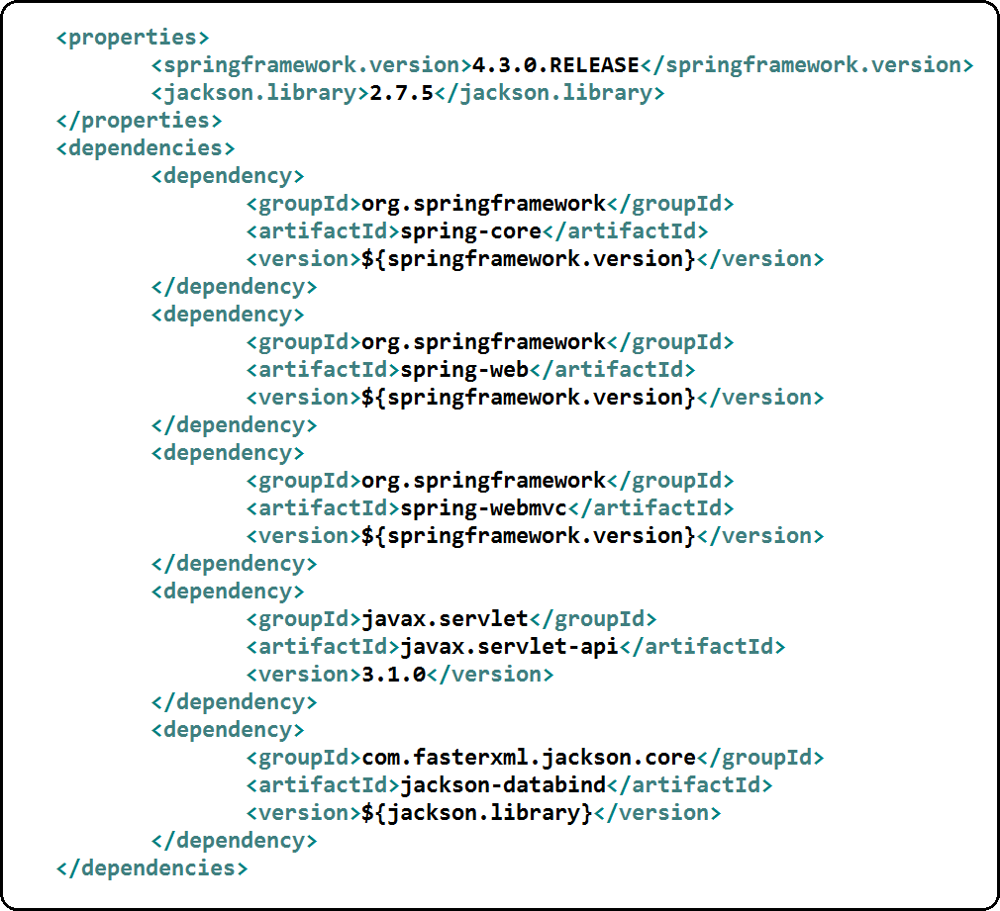 <properties>
<springframework.version>4.3.0.RELEASE</springframework.version>
<jackson.library>2.7.5</jackson.library>
</properties>
<dependencies>
<dependency>
<groupId>org.springframework</groupId>
<artifactId>spring-core</artifactId>
<version>${springframework.version}</version>
</dependency>
<dependency>
<groupId>org.springframework</groupId>
<artifactId>spring-web</artifactId>
<version>${springframework.version}</version>
</dependency>
<dependency>
<groupId>org.springframework</groupId>
<artifactId>spring-webmvc</artifactId>
<version>${springframework.version}</version>
</dependency>
<dependency>
<groupId>javax.servlet</groupId>
<artifactId>javax.servlet-api</artifactId>
<version>3.1.0</version>
</dependency>
<dependency>
<groupId>com.fasterxml.jackson.core</groupId>
<artifactId>jackson-databind</artifactId>
<version>${jackson.library}</version>
</dependency>
</dependencies>